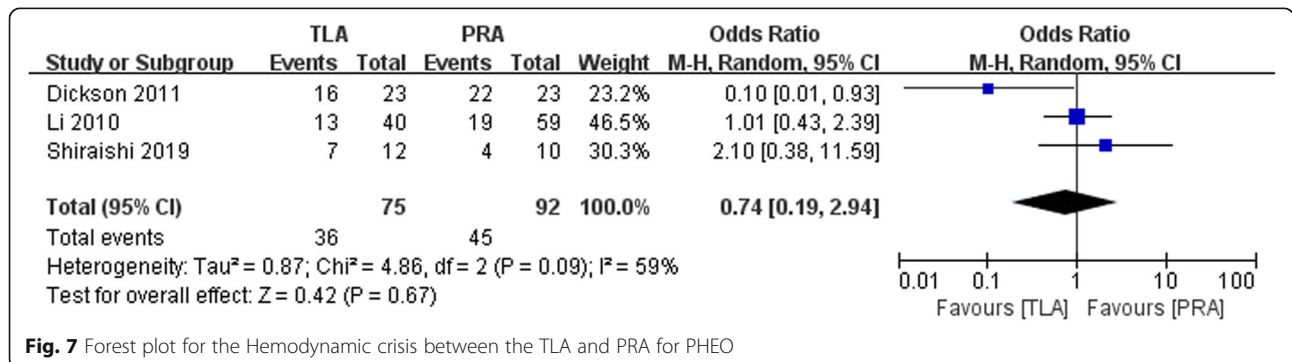 TLA PRA Odds Ratio Odds Ratio
Study or Subgroup Events Total Events Total Weight M-H, Random, 95% CI M-H, Random, 95% CI
Dickson 2011 16 23 22 23 23.2% 0.10 [0.01, 0.93]
Li 2010 13 40 19 59 46.5% 1.01 [0.43, 2.39]
Shiraishi 2019 7 12 4 10 30.3% 2.10 [0.38, 11.59]
Total (95% CI) 75 92 100.0% 0.74 [0.19, 2.94]
Total events 36 45
Heterogeneity: Tau² = 0.87; Chi² = 4.86, df = 2 (P = 0.09); I² = 59%
Test for overall effect: Z = 0.42 (P = 0.67)
0.01 0.1 1 10 100
Favours [TLA] Favours [PRA]
Fig. 7 Forest plot for the Hemodynamic crisis between the TLA and PRA for PHEO